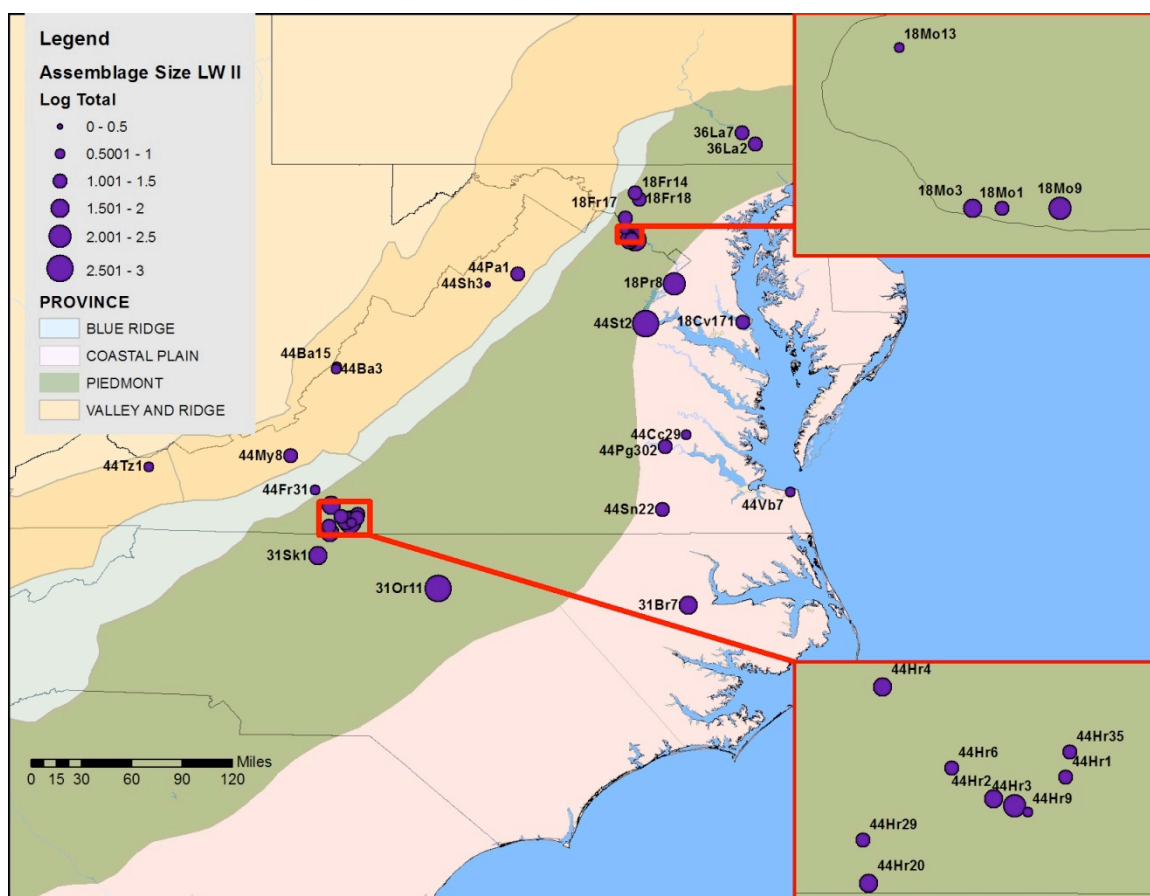 Legend
Assemblage Size LW II
Log Total
0 - 0.5
0.5001 - 1
1.001 - 1.5
1.501 - 2
2.001 - 2.5
2.501 - 3
PROVINCE
BLUE RIDGE
COASTAL PLAIN
PIEDMONT
VALLEY AND RIDGE
18Mo13
18Mo3 18Mo1 18Mo9
36La7
36La2
18Fr14
18Fr17 18Fr18
44Pa1
44Sh3
18Pr8
44St2 18Cv171
44Ba15
44Ba3
44Cc29
44Pg302
44My8
44Tz1
44Fr31
44Vb7
44Sn22
31Sk1
31Or11
31Br7
0 15 30 60 90 120 Miles
44Hr4
44Hr35
44Hr6 44Hr1
44Hr2 44Hr3
44Hr9
44Hr29
44Hr20